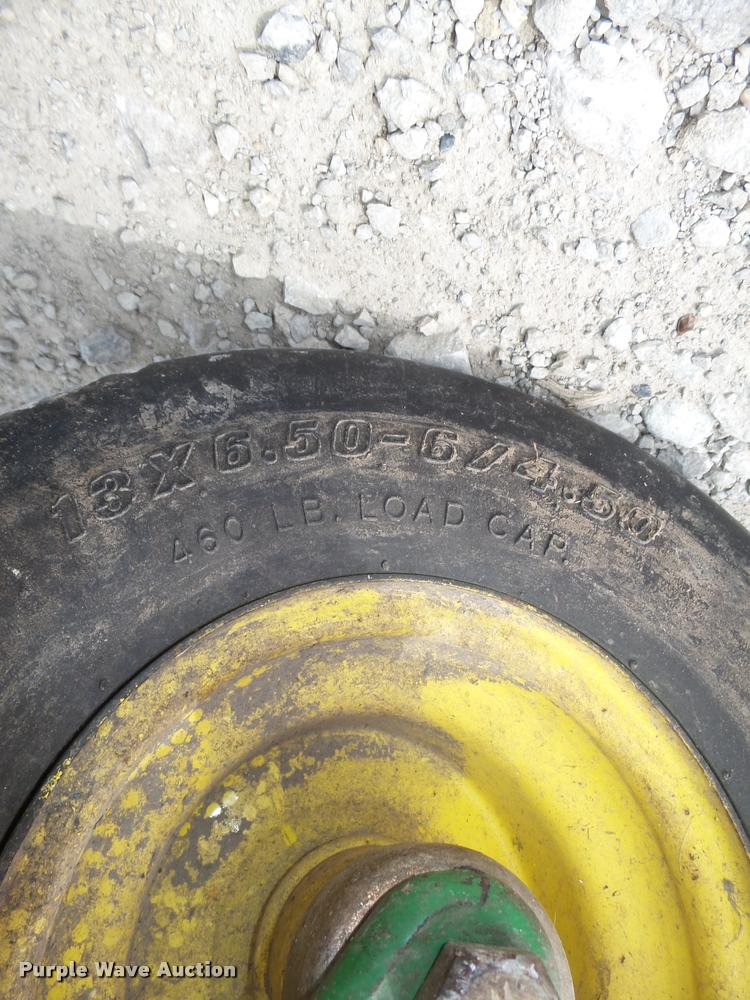 13X6.50-6/4.50
460 LB. LOAD CAP.
Purple Wave Auction